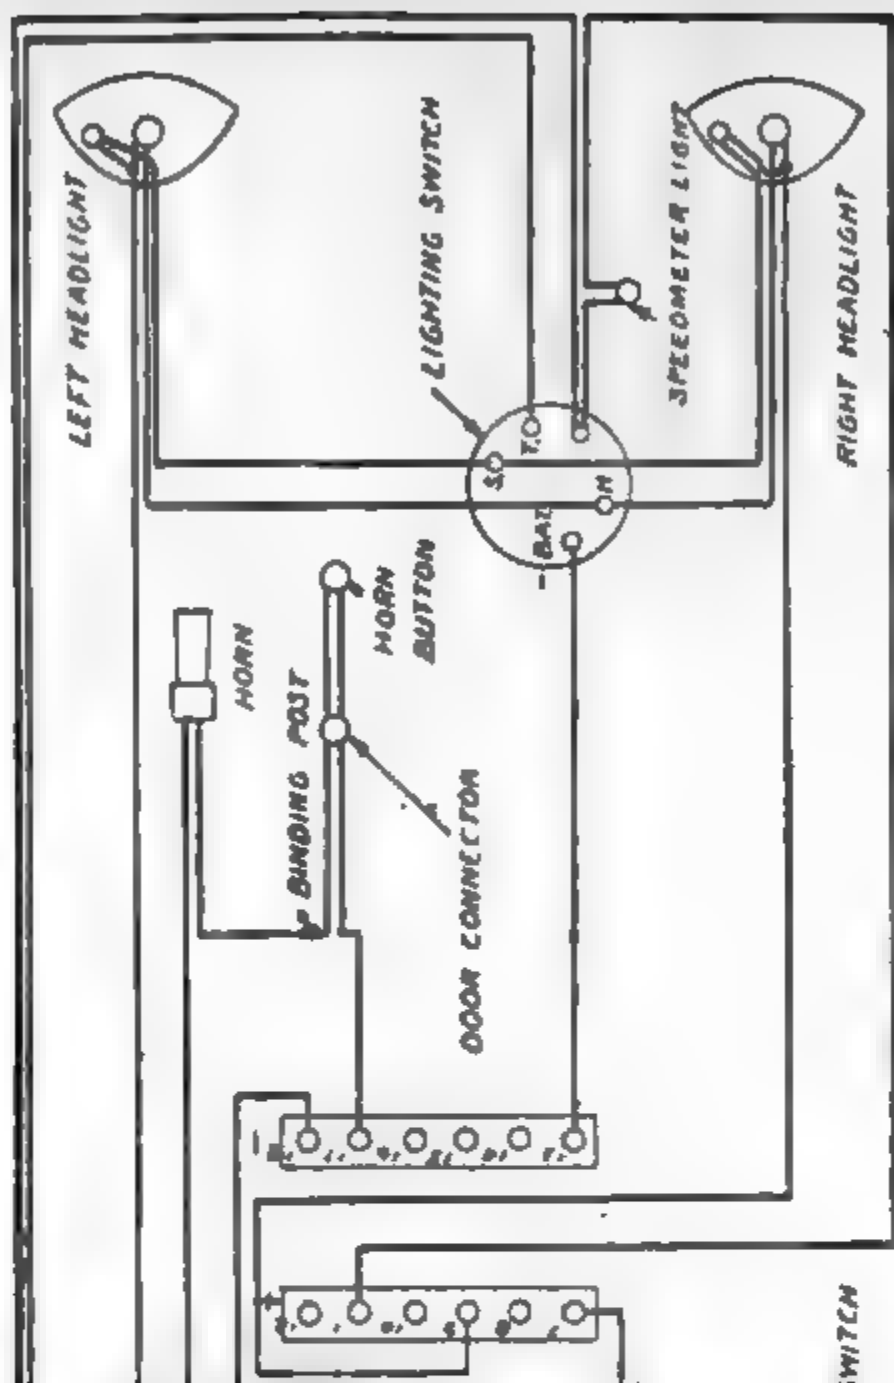 LEFT HEADLIGHT
LIGHTING SWITCH
SPEEDOMETER LIGHT
RIGHT HEADLIGHT
S.
T.
H
- BAT.
HORN
HORN
BUTTON
BINDING POST
DOOR CONNECTOR